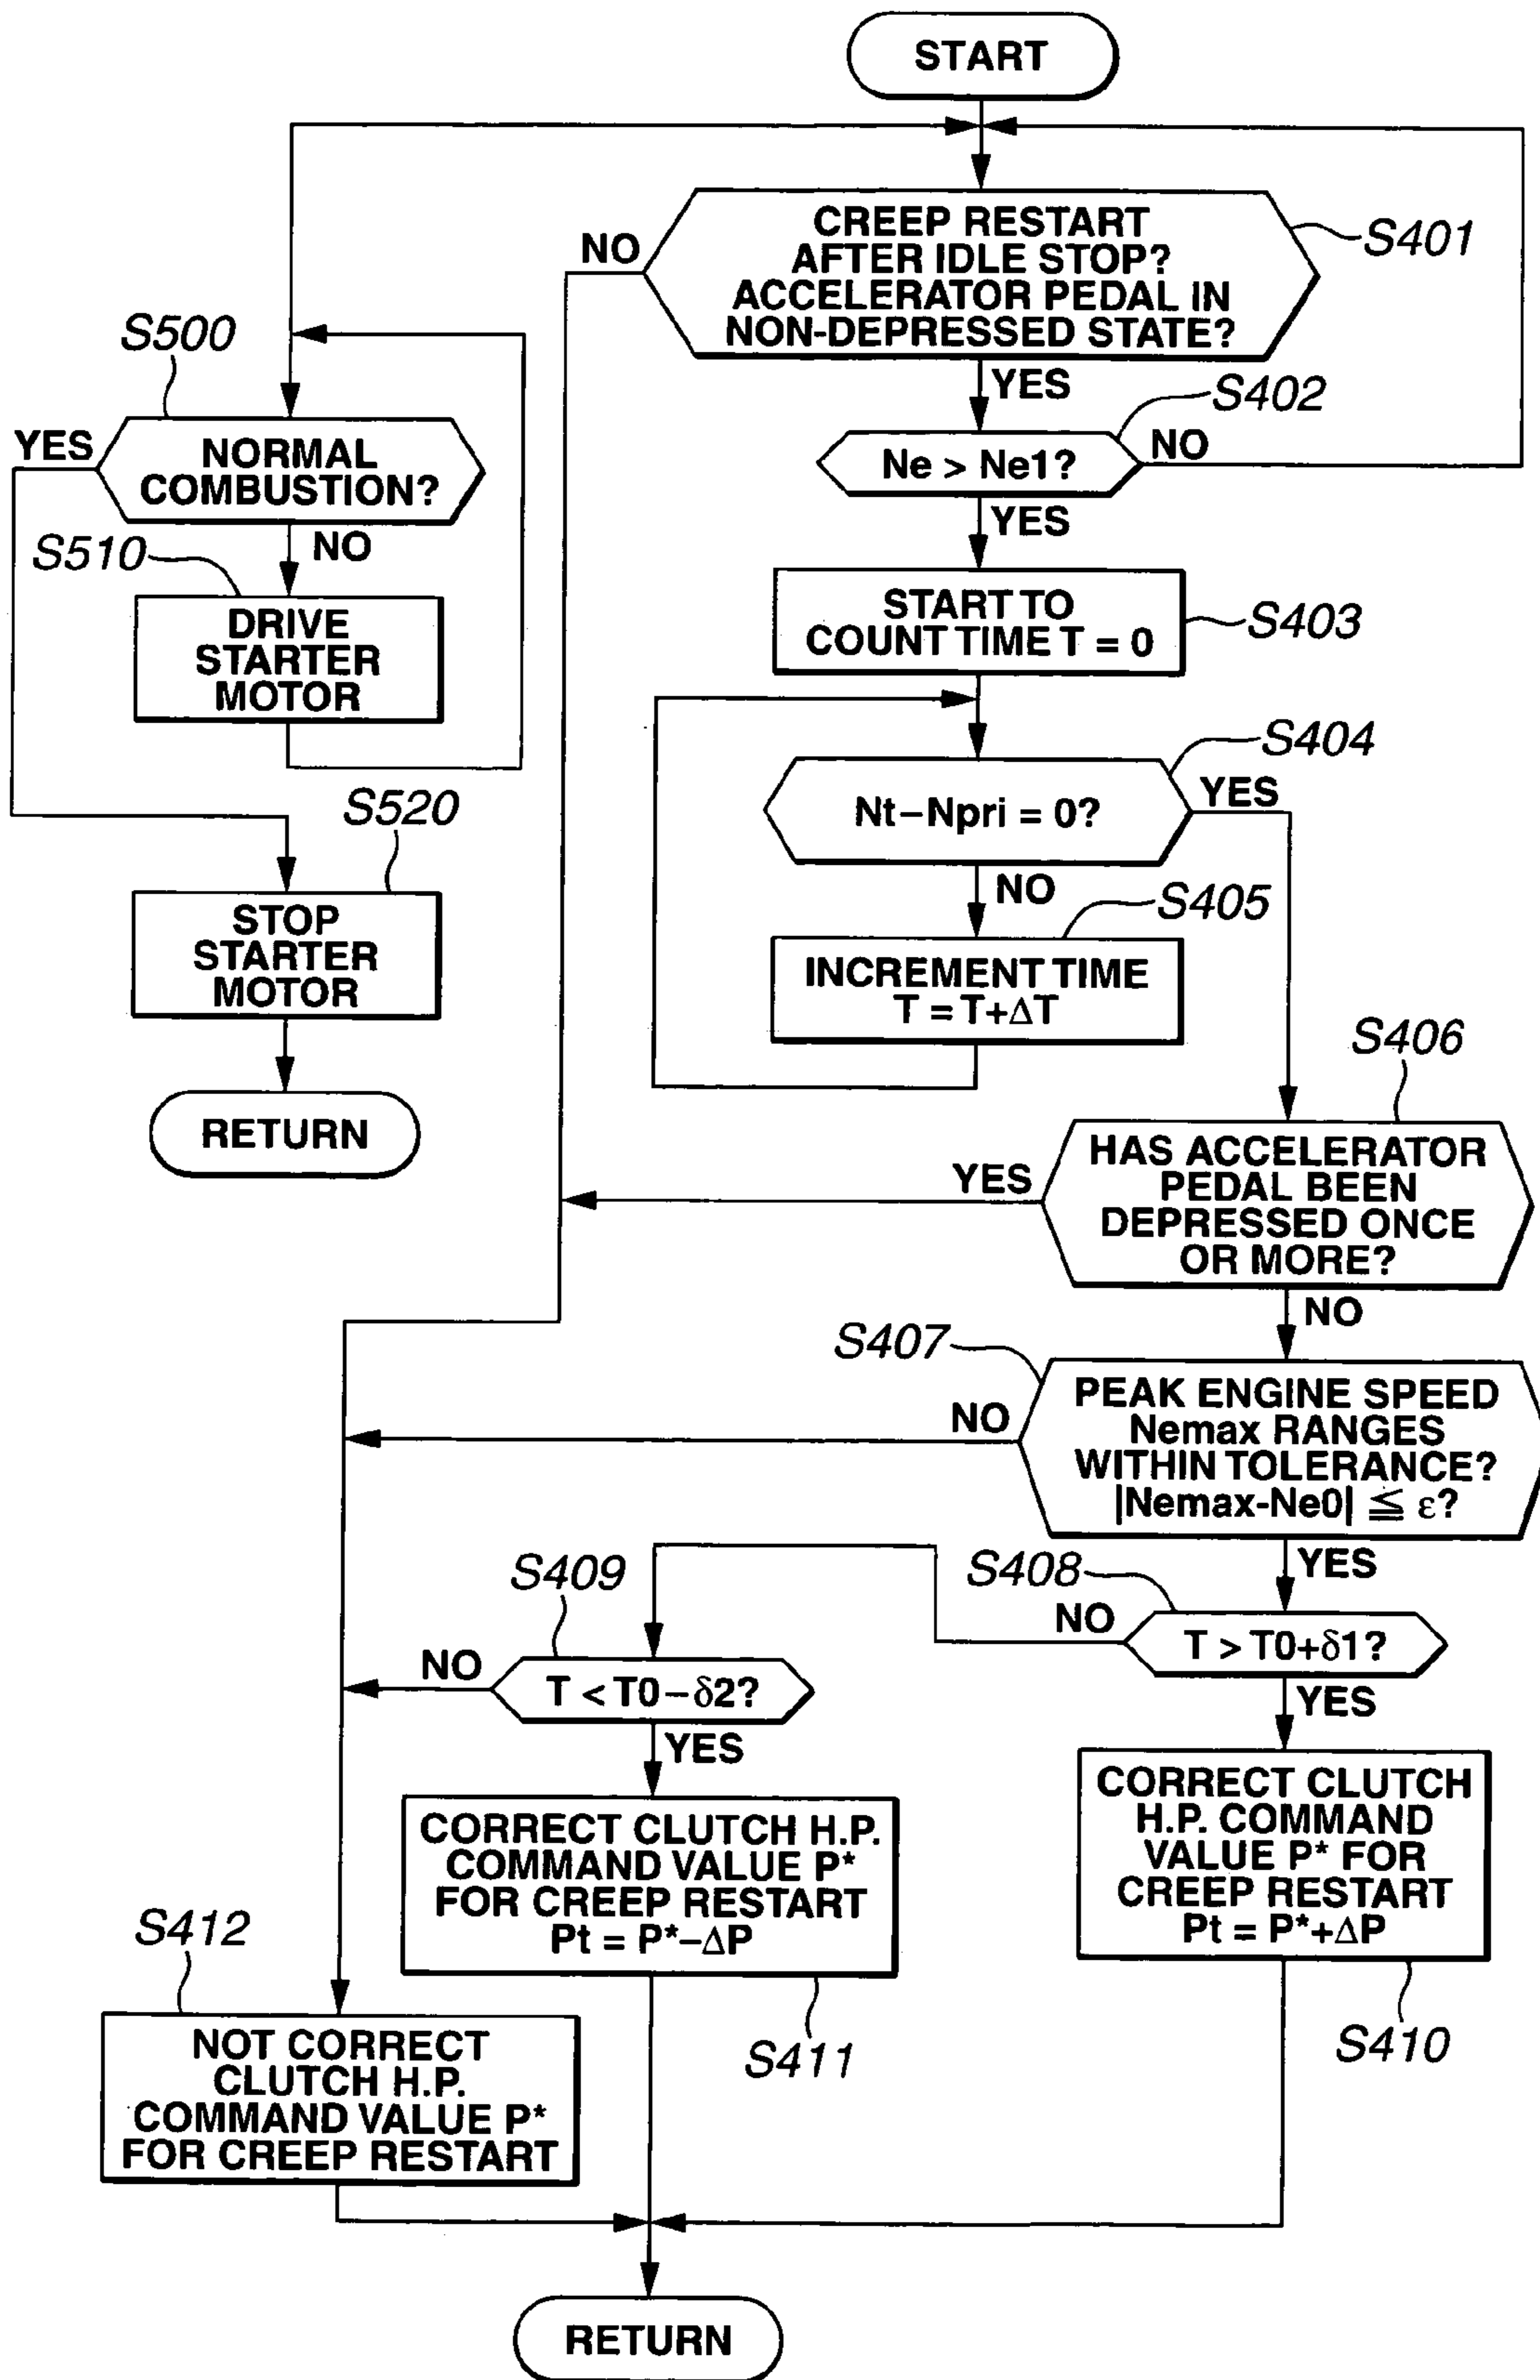 START
CREEP RESTART
AFTER IDLE STOP?
ACCELERATOR PEDAL IN
NON-DEPRESSED STATE?
S401
NO
YES
S402
Ne > Ne1?
NO
YES
S500
NORMAL
COMBUSTION?
YES
NO
S510
DRIVE
STARTER
MOTOR
S520
STOP
STARTER
MOTOR
RETURN
START TO
COUNT TIME T = 0
S403
S404
Nt–Npri = 0?
YES
NO
S405
INCREMENT TIME
T = T+ΔT
S406
HAS ACCELERATOR
PEDAL BEEN
DEPRESSED ONCE
OR MORE?
YES
NO
S407
PEAK ENGINE SPEED
Nemax RANGES
WITHIN TOLERANCE?
|Nemax-Ne0| ≦ ε?
NO
YES
S408
T > T0+δ1?
NO
YES
S409
T < T0–δ2?
NO
YES
CORRECT CLUTCH
H.P. COMMAND
VALUE P* FOR
CREEP RESTART
Pt = P*+ΔP
S410
CORRECT CLUTCH H.P.
COMMAND VALUE P*
FOR CREEP RESTART
Pt = P*–ΔP
S411
S412
NOT CORRECT
CLUTCH H.P.
COMMAND VALUE P*
FOR CREEP RESTART
RETURN